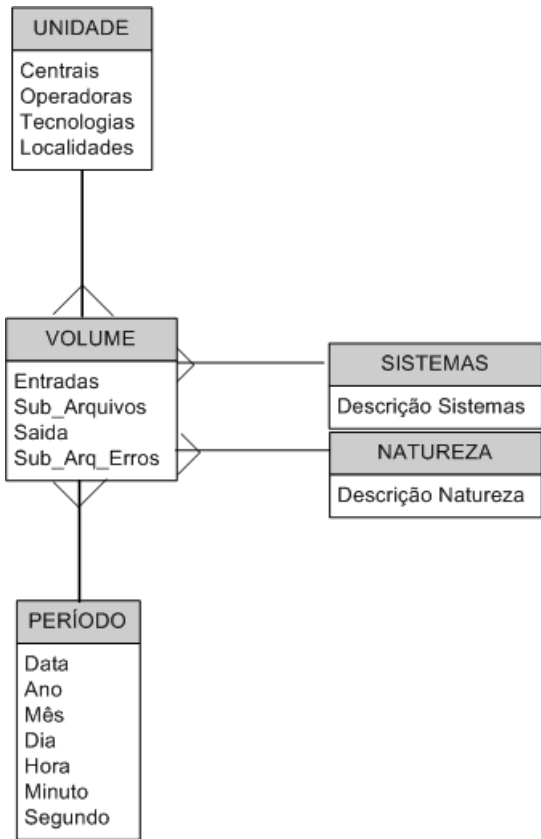 UNIDADE
Centrais
Operadoras
Tecnologias
Localidades
VOLUME
Entradas
Sub_Arquivos
Saida
Sub_Arq_Erros
SISTEMAS
Descrição Sistemas
NATUREZA
Descrição Natureza
PERÍODO
Data
Ano
Mês
Dia
Hora
Minuto
Segundo